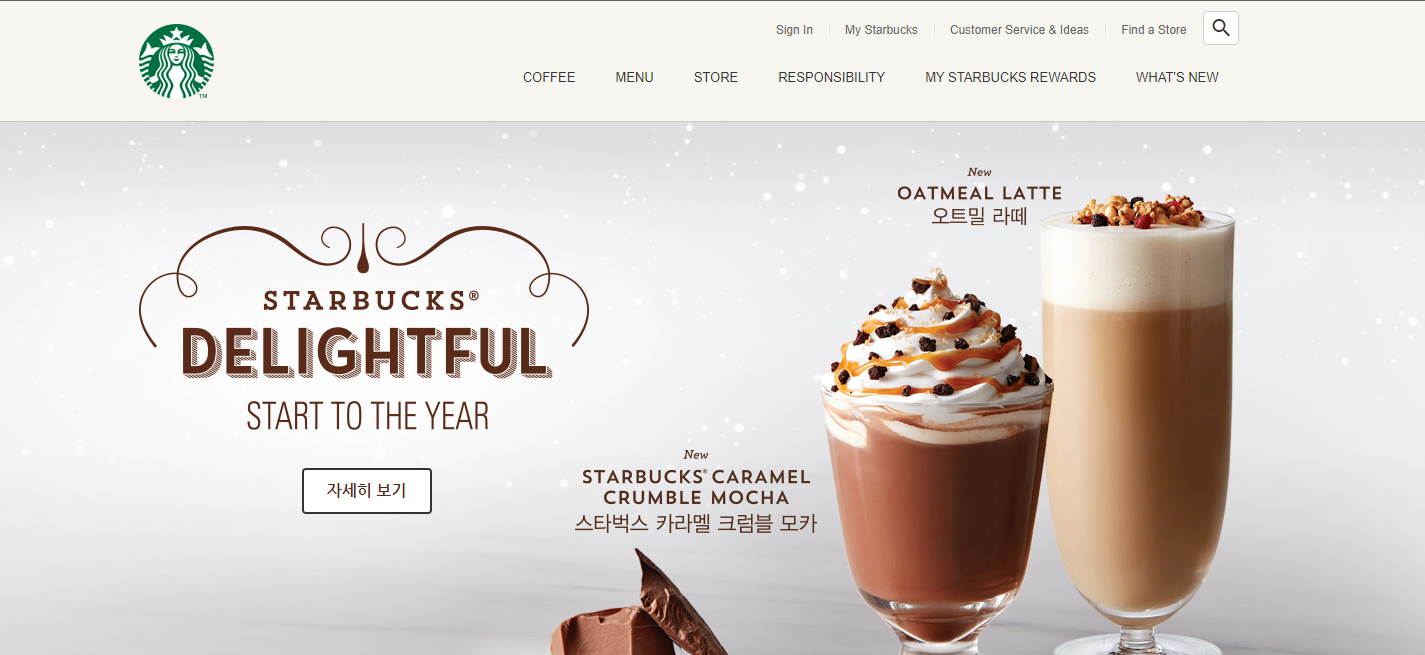 Sign In
My Starbucks
Customer Service & Ideas
Find a Store
COFFEE
MENU
STORE
RESPONSIBILITY
MY STARBUCKS REWARDS
WHAT'S NEW
TM
New
OATMEAL LATTE
오트밀 라떼
STARBUCKS®
DELIGHTFUL
START TO THE YEAR
자세히 보기
New
STARBUCKS® CARAMEL
CRUMBLE MOCHA
스타벅스 카라멜 크럼블 모카